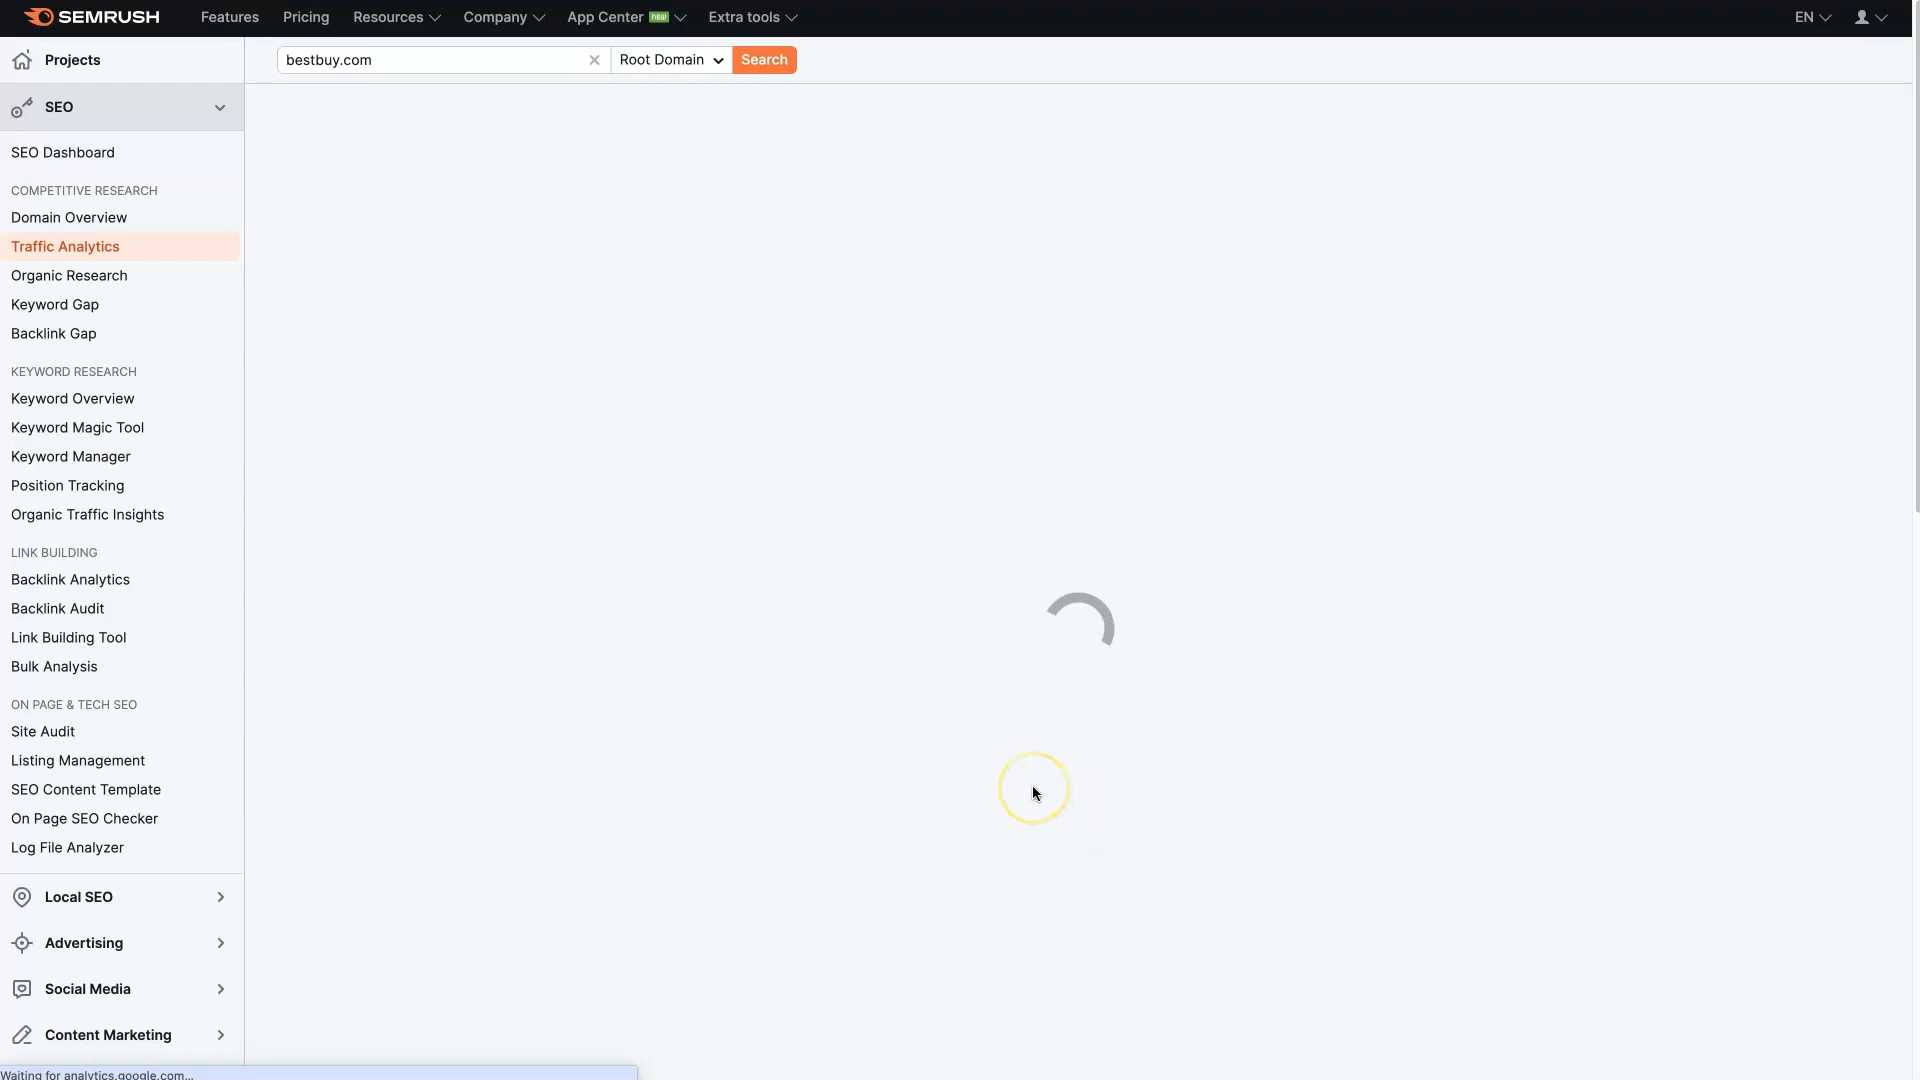 SEMRUSH
Features
Pricing
Resources
Company
App Center NEW
Extra tools
EN
Projects
bestbuy.com
Root Domain
Search
SEO
SEO Dashboard
COMPETITIVE RESEARCH
Domain Overview
Traffic Analytics
Organic Research
Keyword Gap
Backlink Gap
KEYWORD RESEARCH
Keyword Overview
Keyword Magic Tool
Keyword Manager
Position Tracking
Organic Traffic Insights
LINK BUILDING
Backlink Analytics
Backlink Audit
Link Building Tool
Bulk Analysis
ON PAGE & TECH SEO
Site Audit
Listing Management
SEO Content Template
On Page SEO Checker
Log File Analyzer
Local SEO
Advertising
Social Media
Content Marketing
Waiting for analytics.google.com...